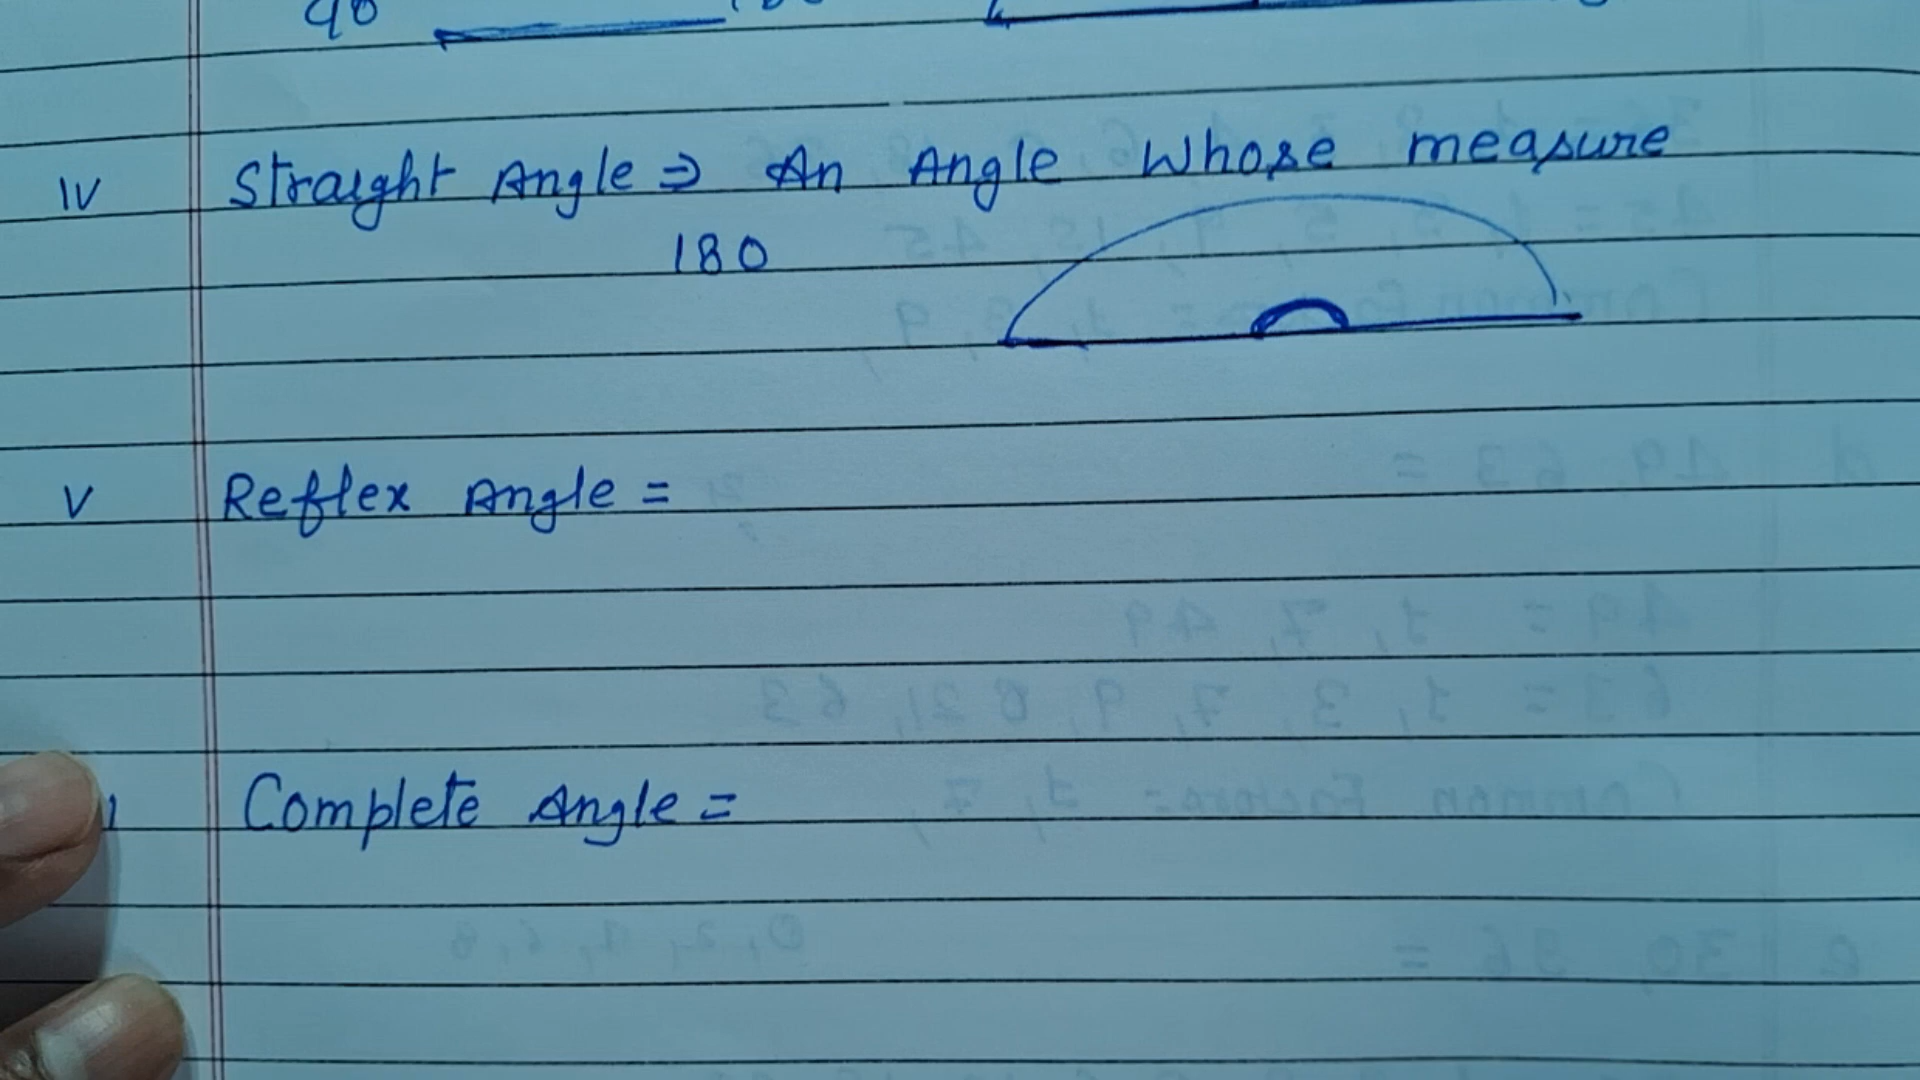 90
IV Straight Angle ⇒ An Angle whose measure
180
V Reflex Angle =
Complete Angle =